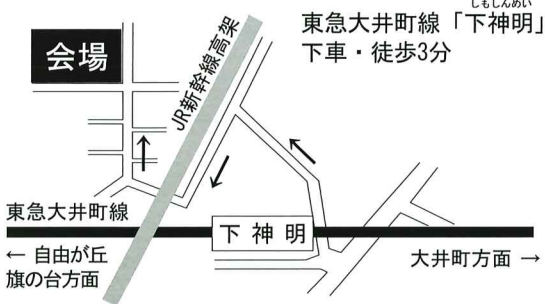 しもしんめい
東急大井町線「下神明」
下車・徒歩3分
会場
JR新幹線高架
東急大井町線
下神明
← 自由が丘
旗の台方面
大井町方面 →